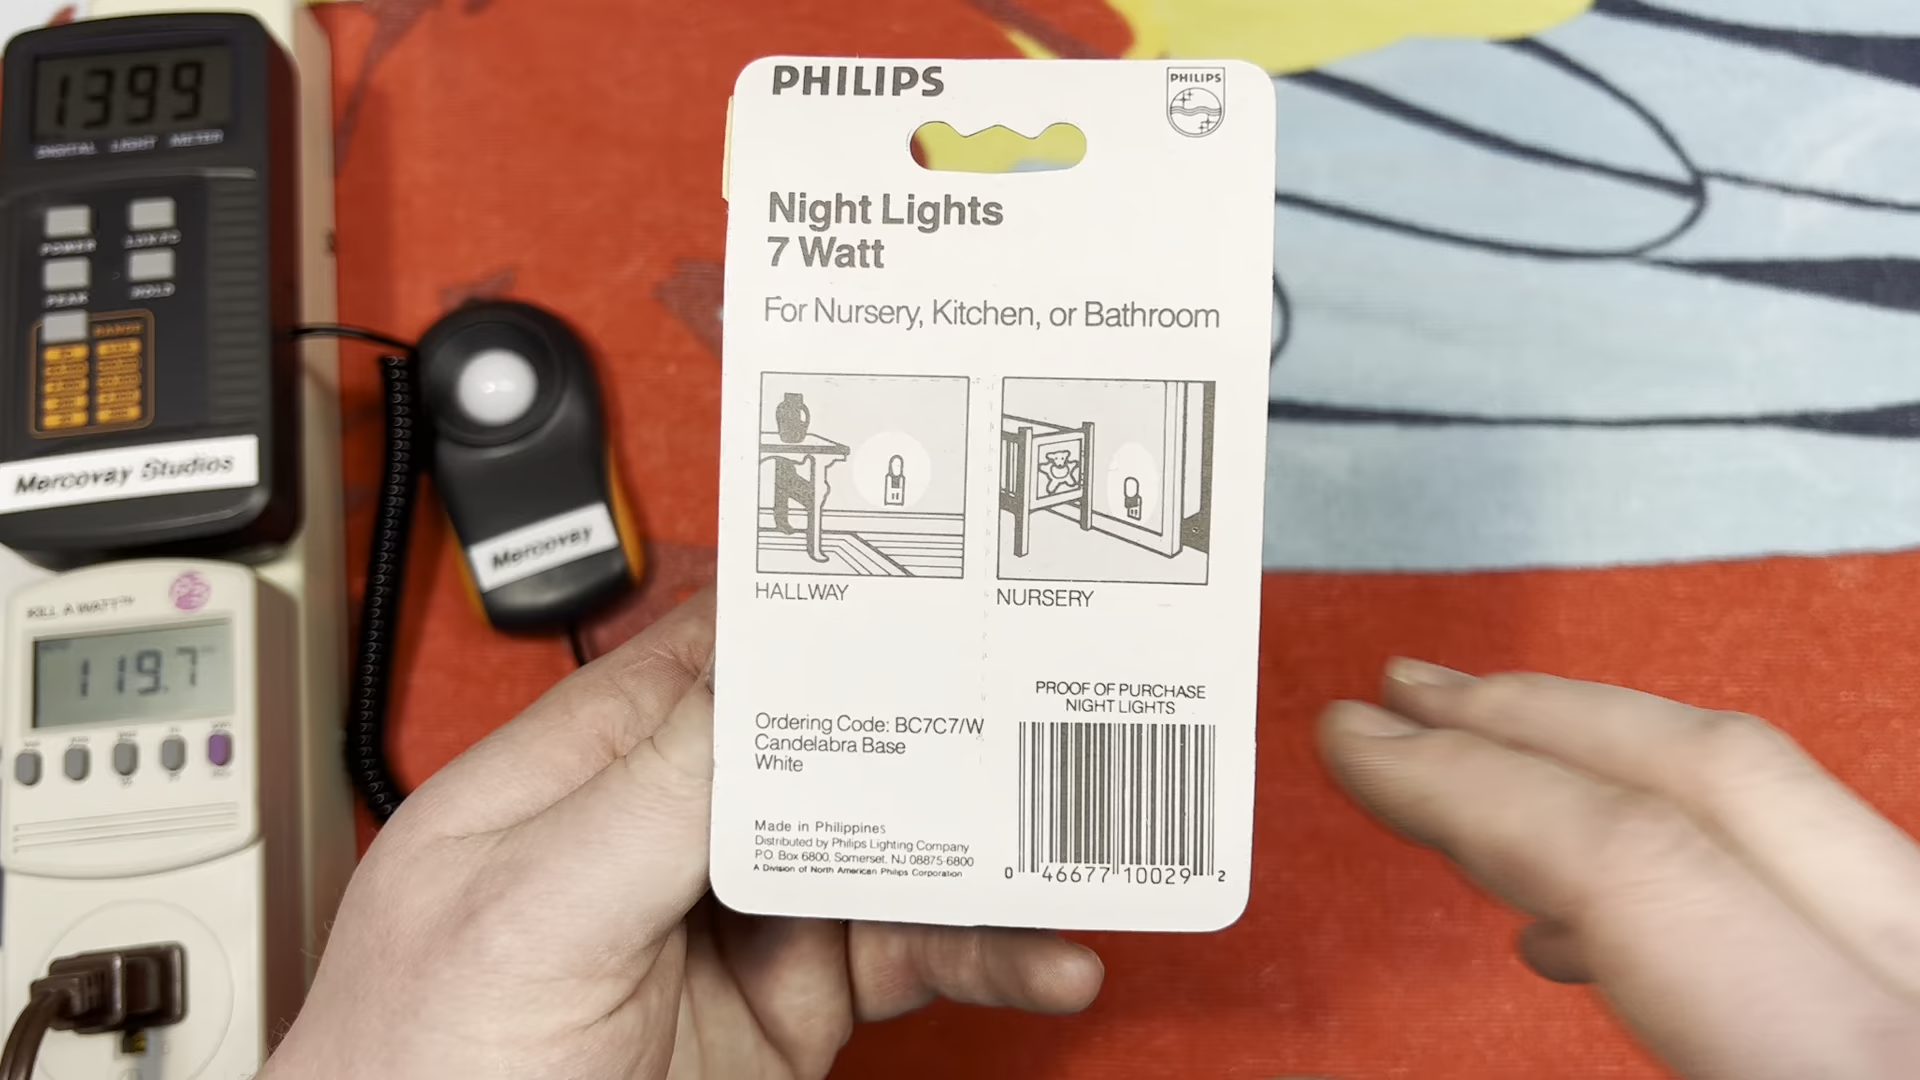 1399
DIGITAL LIGHT METER
POWER
LUX/FC
PEAK
HOLD
RANGE
Mercovay Studios
Mercovay
KILL A WATT™
119.7
PHILIPS
PHILIPS
Night Lights
7 Watt
For Nursery, Kitchen, or Bathroom
HALLWAY
NURSERY
PROOF OF PURCHASE
NIGHT LIGHTS
Ordering Code: BC7C7/W
Candelabra Base
White
Made in Philippines
Distributed by Philips Lighting Company
P.O. Box 6800, Somerset, NJ 08875-6800
A Division of North American Philips Corporation
0 46677 10029 2